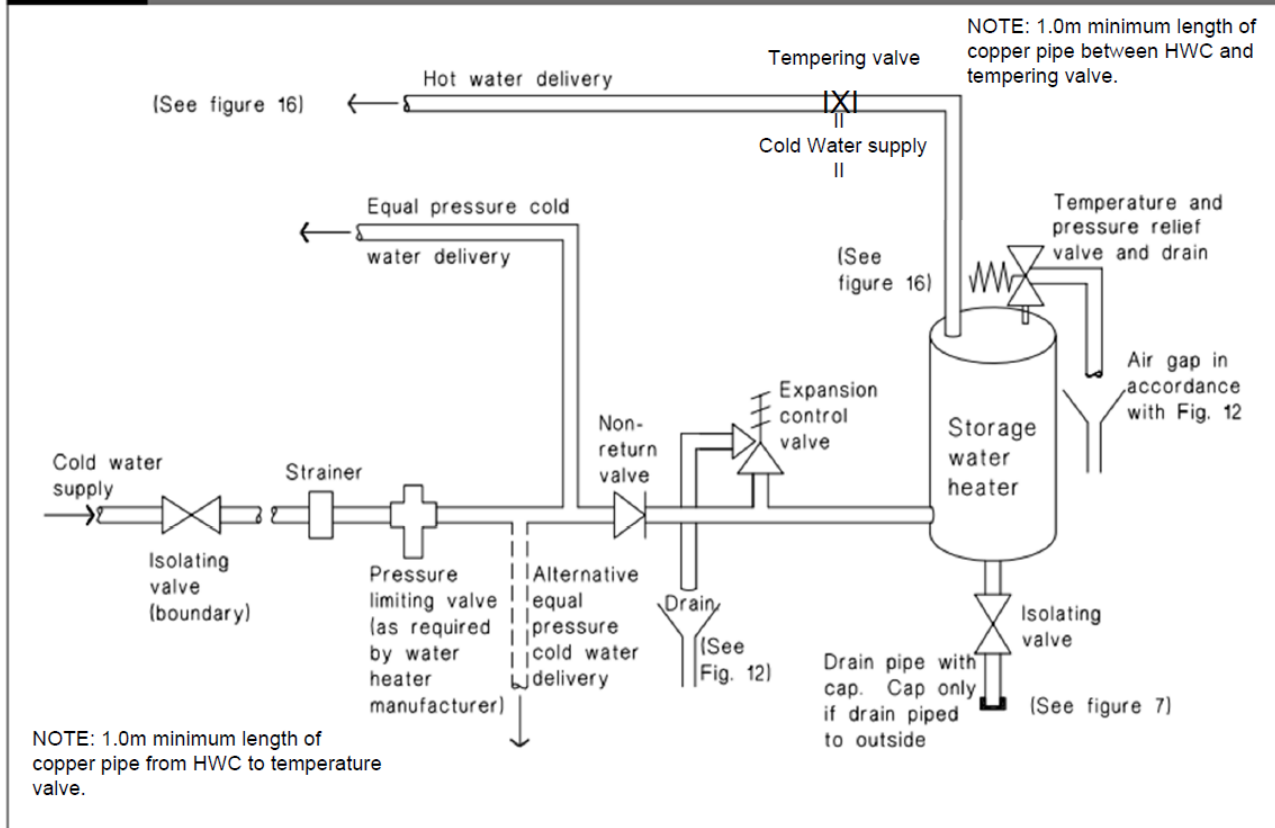 NOTE: 1.0m minimum length of
copper pipe between HWC and
tempering valve.
Tempering valve
Hot water delivery
(See figure 16)
IXI
II
Cold Water supply
II
Equal pressure cold
water delivery
Temperature and
pressure relief
valve and drain
(See
figure 16)
Air gap in
accordance
with Fig. 12
Expansion
control
valve
Non-
return
valve
Storage
water
heater
Cold water
supply
Strainer
Isolating
valve
(boundary)
Pressure
limiting valve
(as required
by water
heater
manufacturer)
Alternative
equal
pressure
cold water
delivery
Drain
(See
Fig. 12)
Isolating
valve
Drain pipe with
cap. Cap only
if drain piped
to outside
(See figure 7)
NOTE: 1.0m minimum length of
copper pipe from HWC to temperature
valve.